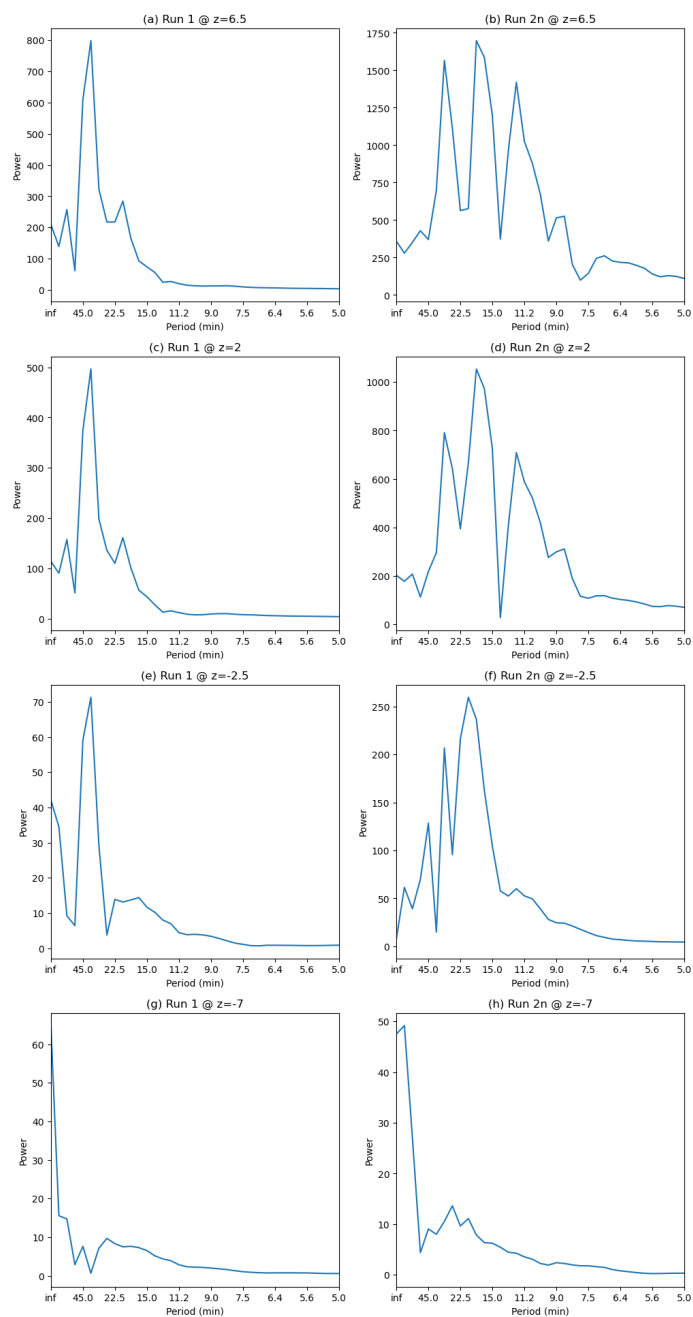 (a) Run 1 @ z=6.5
800
700
600
500
400
300
200
100
0
Power
inf 45.0 22.5 15.0 11.2 9.0 7.5 6.4 5.6 5.0
Period (min)
(b) Run 2n @ z=6.5
1750
1500
1250
1000
750
500
250
0
Power
inf 45.0 22.5 15.0 11.2 9.0 7.5 6.4 5.6 5.0
Period (min)
(c) Run 1 @ z=2
500
400
300
200
100
0
Power
inf 45.0 22.5 15.0 11.2 9.0 7.5 6.4 5.6 5.0
Period (min)
(d) Run 2n @ z=2
1000
800
600
400
200
0
Power
inf 45.0 22.5 15.0 11.2 9.0 7.5 6.4 5.6 5.0
Period (min)
(e) Run 1 @ z=-2.5
70
60
50
40
30
20
10
0
Power
inf 45.0 22.5 15.0 11.2 9.0 7.5 6.4 5.6 5.0
Period (min)
(f) Run 2n @ z=-2.5
250
200
150
100
50
0
Power
inf 45.0 22.5 15.0 11.2 9.0 7.5 6.4 5.6 5.0
Period (min)
(g) Run 1 @ z=-7
60
50
40
30
20
10
0
Power
inf 45.0 22.5 15.0 11.2 9.0 7.5 6.4 5.6 5.0
Period (min)
(h) Run 2n @ z=-7
50
40
30
20
10
0
Power
inf 45.0 22.5 15.0 11.2 9.0 7.5 6.4 5.6 5.0
Period (min)